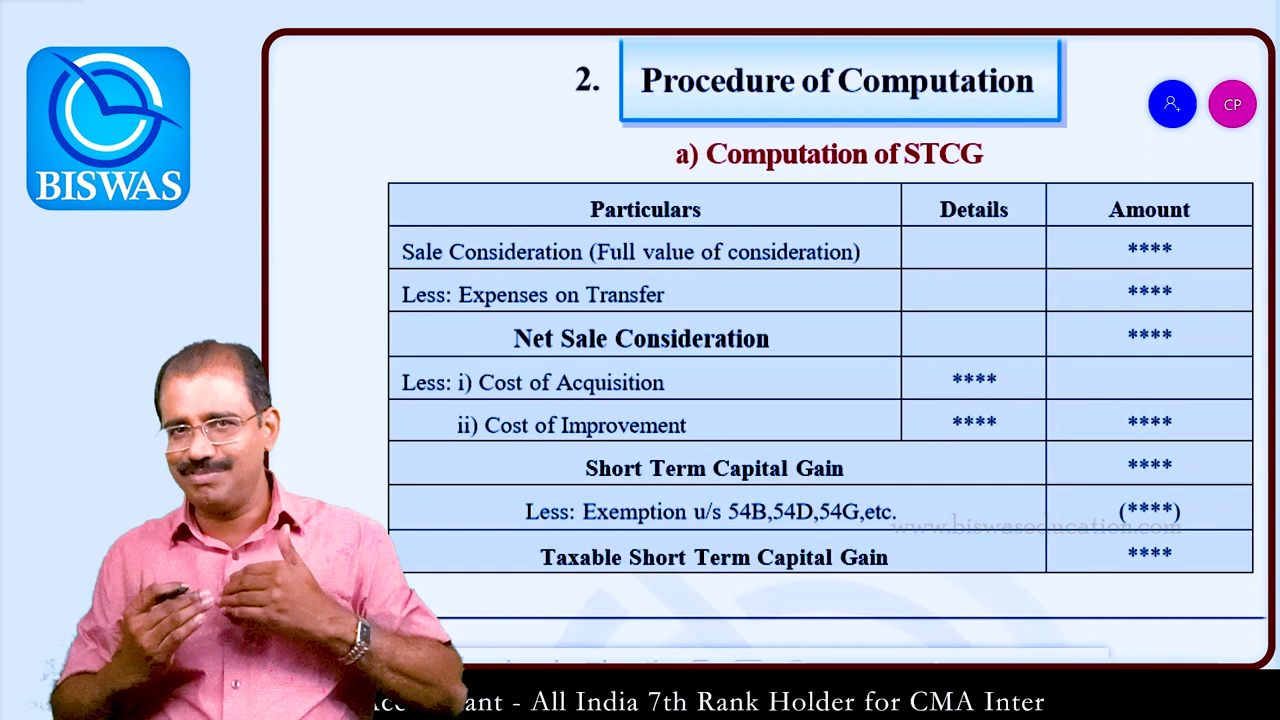 BISWAS
2. Procedure of Computation
CP
a) Computation of STCG
Particulars Details Amount
Sale Consideration (Full value of consideration) ****
Less: Expenses on Transfer ****
Net Sale Consideration ****
Less: i) Cost of Acquisition ****
ii) Cost of Improvement **** ****
Short Term Capital Gain ****
Less: Exemption u/s 54B,54D,54G,etc. (****)
www.biswaseducation.com
Taxable Short Term Capital Gain ****
- All India 7th Rank Holder for CMA Inter